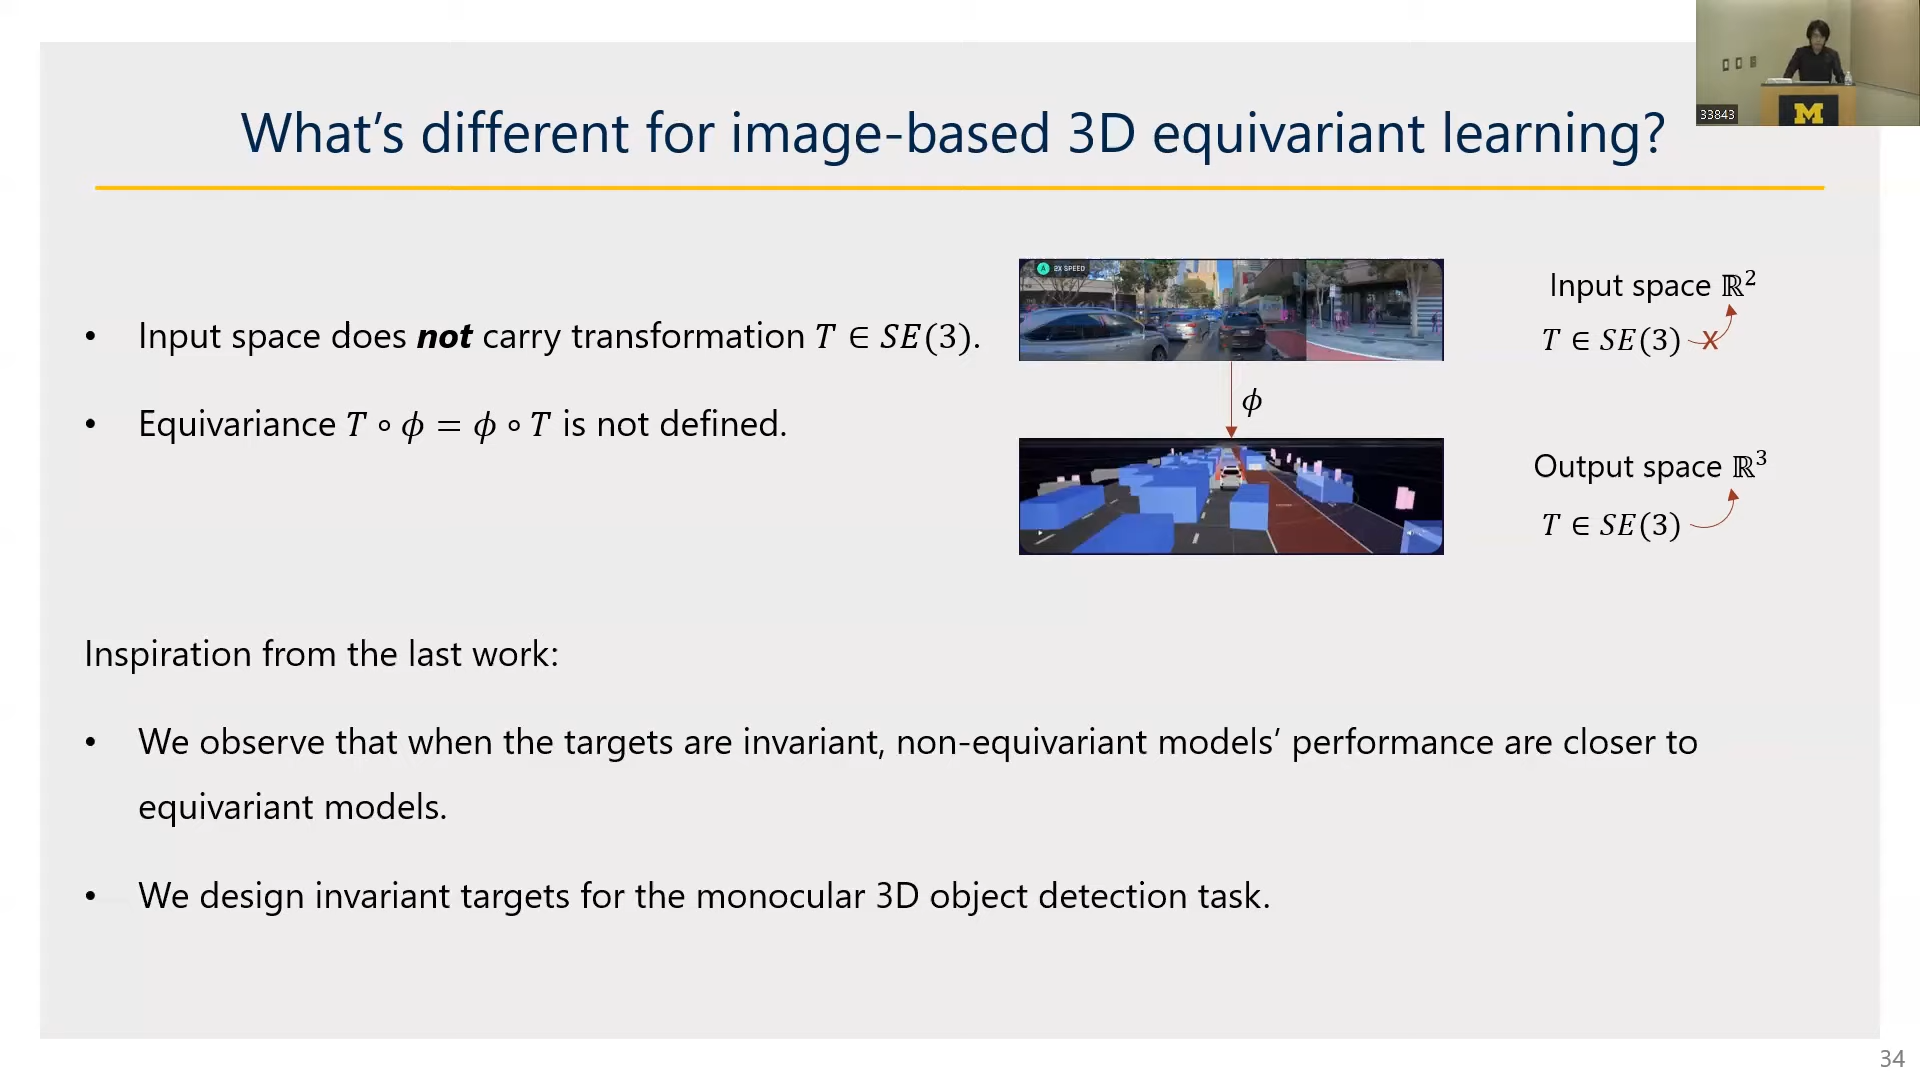 What’s different for image-based 3D equivariant learning?
33843
M
• Input space does not carry transformation 𝑇 ∈ 𝑆𝐸(3).
• Equivariance 𝑇 ∘ 𝜙 = 𝜙 ∘ 𝑇 is not defined.
A 2X SPEED
𝜙
Input space ℝ²
𝑇 ∈ 𝑆𝐸(3) X
Output space ℝ³
𝑇 ∈ 𝑆𝐸(3)
Inspiration from the last work:
• We observe that when the targets are invariant, non-equivariant models’ performance are closer to
equivariant models.
• We design invariant targets for the monocular 3D object detection task.
34